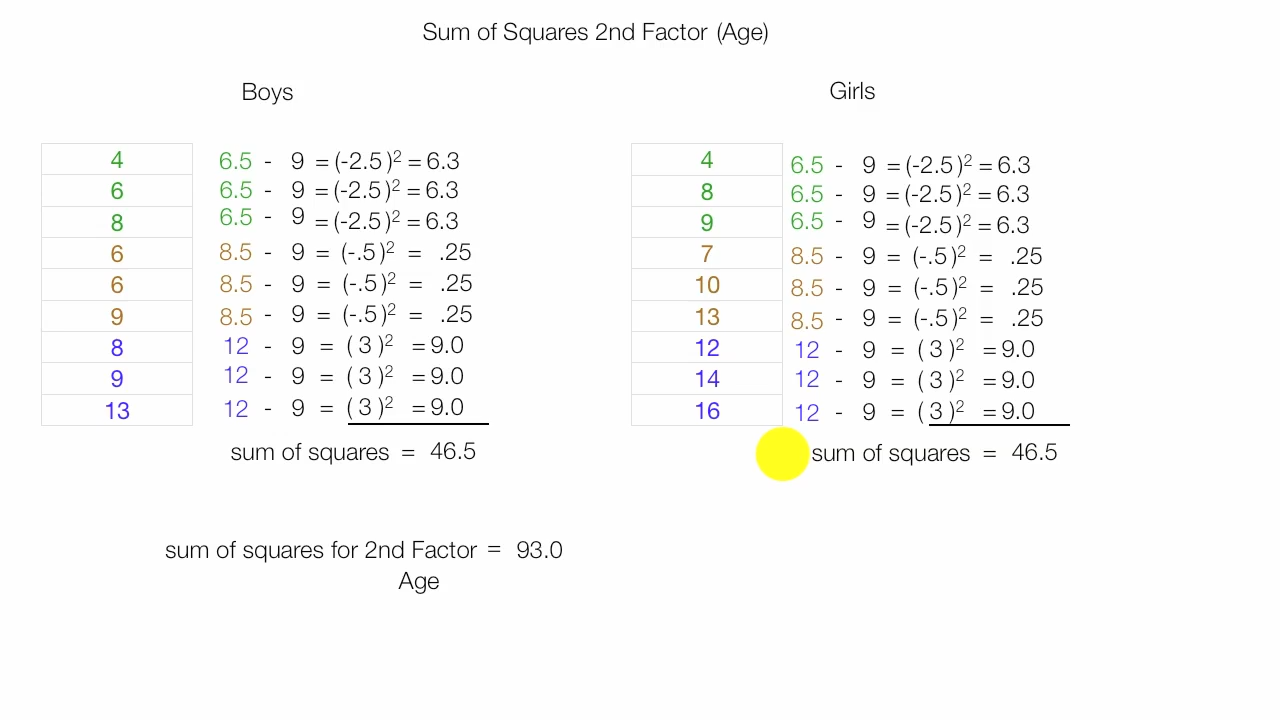 Sum of Squares 2nd Factor (Age)
Boys
4 6.5 - 9 = (-2.5)² = 6.3
6 6.5 - 9 = (-2.5)² = 6.3
8 6.5 - 9 = (-2.5)² = 6.3
6 8.5 - 9 = (-.5)² = .25
6 8.5 - 9 = (-.5)² = .25
9 8.5 - 9 = (-.5)² = .25
8 12 - 9 = ( 3 )² = 9.0
9 12 - 9 = ( 3 )² = 9.0
13 12 - 9 = ( 3 )² = 9.0
sum of squares = 46.5
Girls
4 6.5 - 9 = (-2.5)² = 6.3
8 6.5 - 9 = (-2.5)² = 6.3
9 6.5 - 9 = (-2.5)² = 6.3
7 8.5 - 9 = (-.5)² = .25
10 8.5 - 9 = (-.5)² = .25
13 8.5 - 9 = (-.5)² = .25
12 12 - 9 = ( 3 )² = 9.0
14 12 - 9 = ( 3 )² = 9.0
16 12 - 9 = ( 3 )² = 9.0
sum of squares = 46.5
sum of squares for 2nd Factor = 93.0
Age